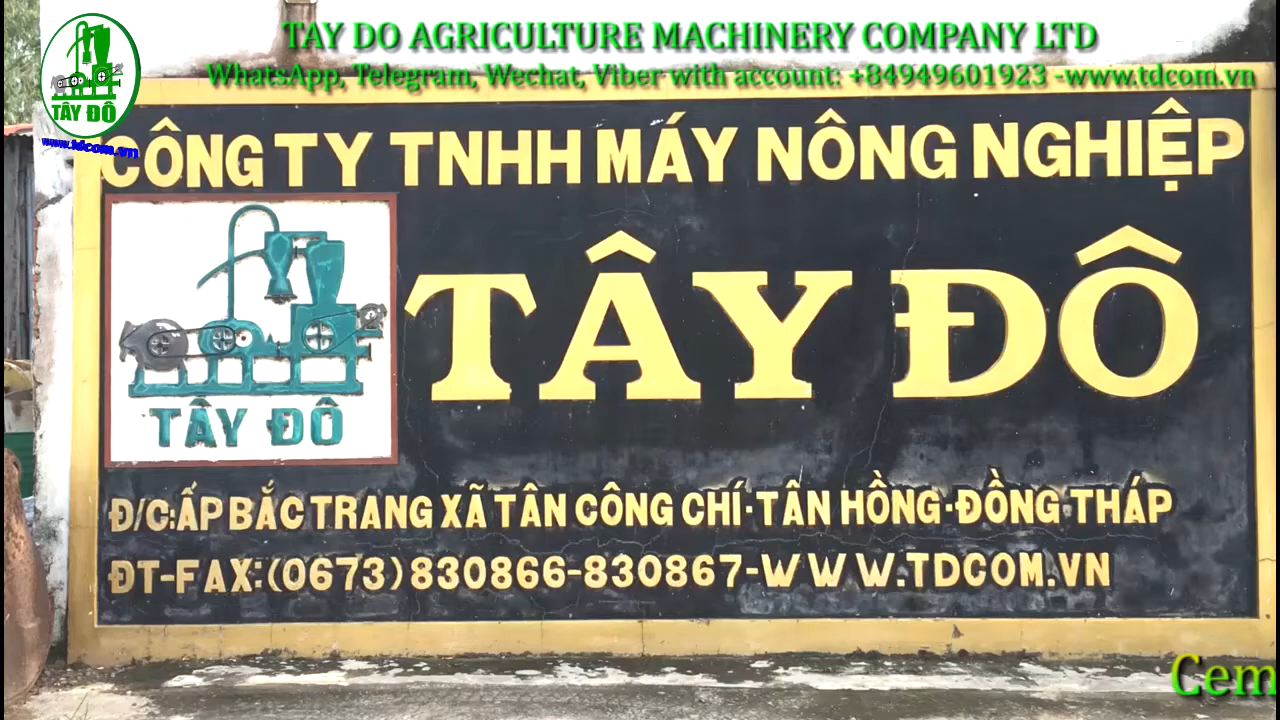 TAY DO AGRICULTURE MACHINERY COMPANY LTD
WhatsApp, Telegram, Wechat, Viber with account: +84949601923 -www.tdcom.vn
TÂY ĐÔ
www.tdcom.vn
CÔNG TY TNHH MÁY NÔNG NGHIỆP
TÂY ĐÔ
TÂY ĐÔ
Đ/C:ẤP BẮC TRANG XÃ TÂN CÔNG CHÍ·TÂN HỒNG·ĐỒNG THÁP
ĐT-FAX:(0673)830866-830867-WWW.TDCOM.VN
Cem